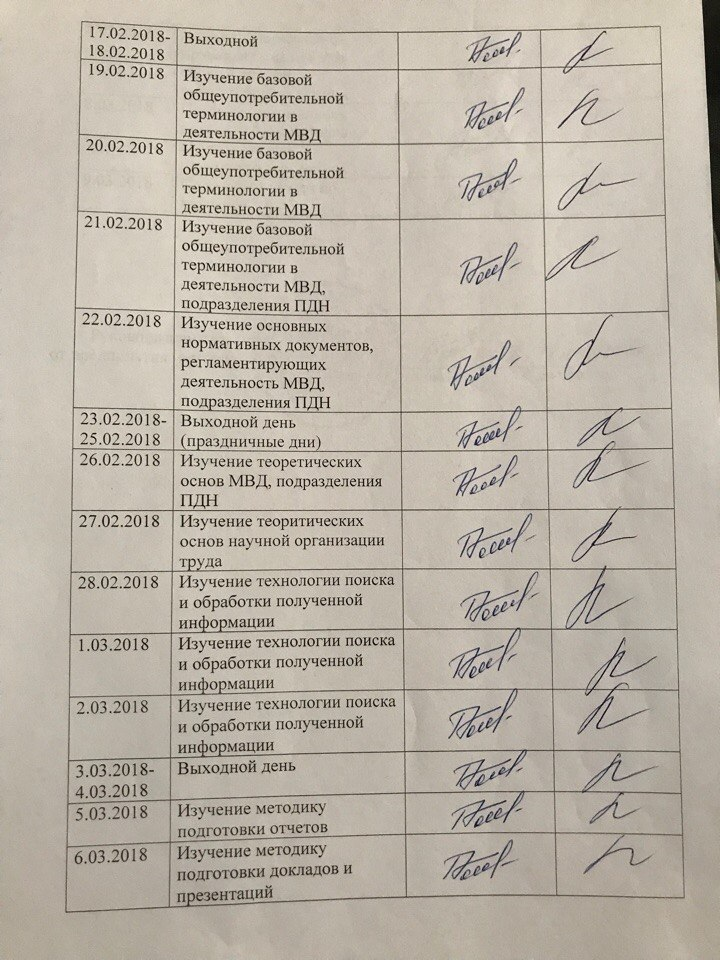 17.02.2018-
18.02.2018
Выходной
19.02.2018
Изучение базовой
общеупотребительной
терминологии в
деятельности МВД
20.02.2018
Изучение базовой
общеупотребительной
терминологии в
деятельности МВД
21.02.2018
Изучение базовой
общеупотребительной
терминологии в
деятельности МВД,
подразделения ПДН
22.02.2018
Изучение основных
нормативных документов,
регламентирующих
деятельность МВД,
подразделения ПДН
23.02.2018-
25.02.2018
Выходной день
(праздничные дни)
26.02.2018
Изучение теоретических
основ МВД, подразделения
ПДН
27.02.2018
Изучение теоритических
основ научной организации
труда
28.02.2018
Изучение технологии поиска
и обработки полученной
информации
1.03.2018
Изучение технологии поиска
и обработки полученной
информации
2.03.2018
Изучение технологии поиска
и обработки полученной
информации
3.03.2018-
4.03.2018
Выходной день
5.03.2018
Изучение методику
подготовки отчетов
6.03.2018
Изучение методику
подготовки докладов и
презентаций